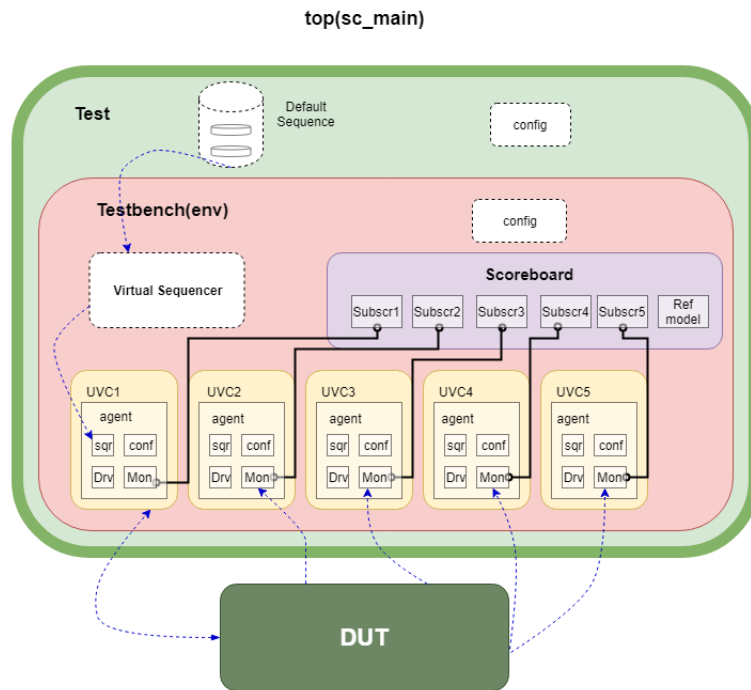 top(sc_main)
Test
Default
Sequence
config
Testbench(env)
config
Virtual Sequencer
Scoreboard
Subscr1
Subscr2
Subscr3
Subscr4
Subscr5
Ref
model
UVC1
agent
sqr
conf
Drv
Mon
UVC2
agent
sqr
conf
Drv
Mon
UVC3
agent
sqr
conf
Drv
Mon
UVC4
agent
sqr
conf
Drv
Mon
UVC5
agent
sqr
conf
Drv
Mon
DUT